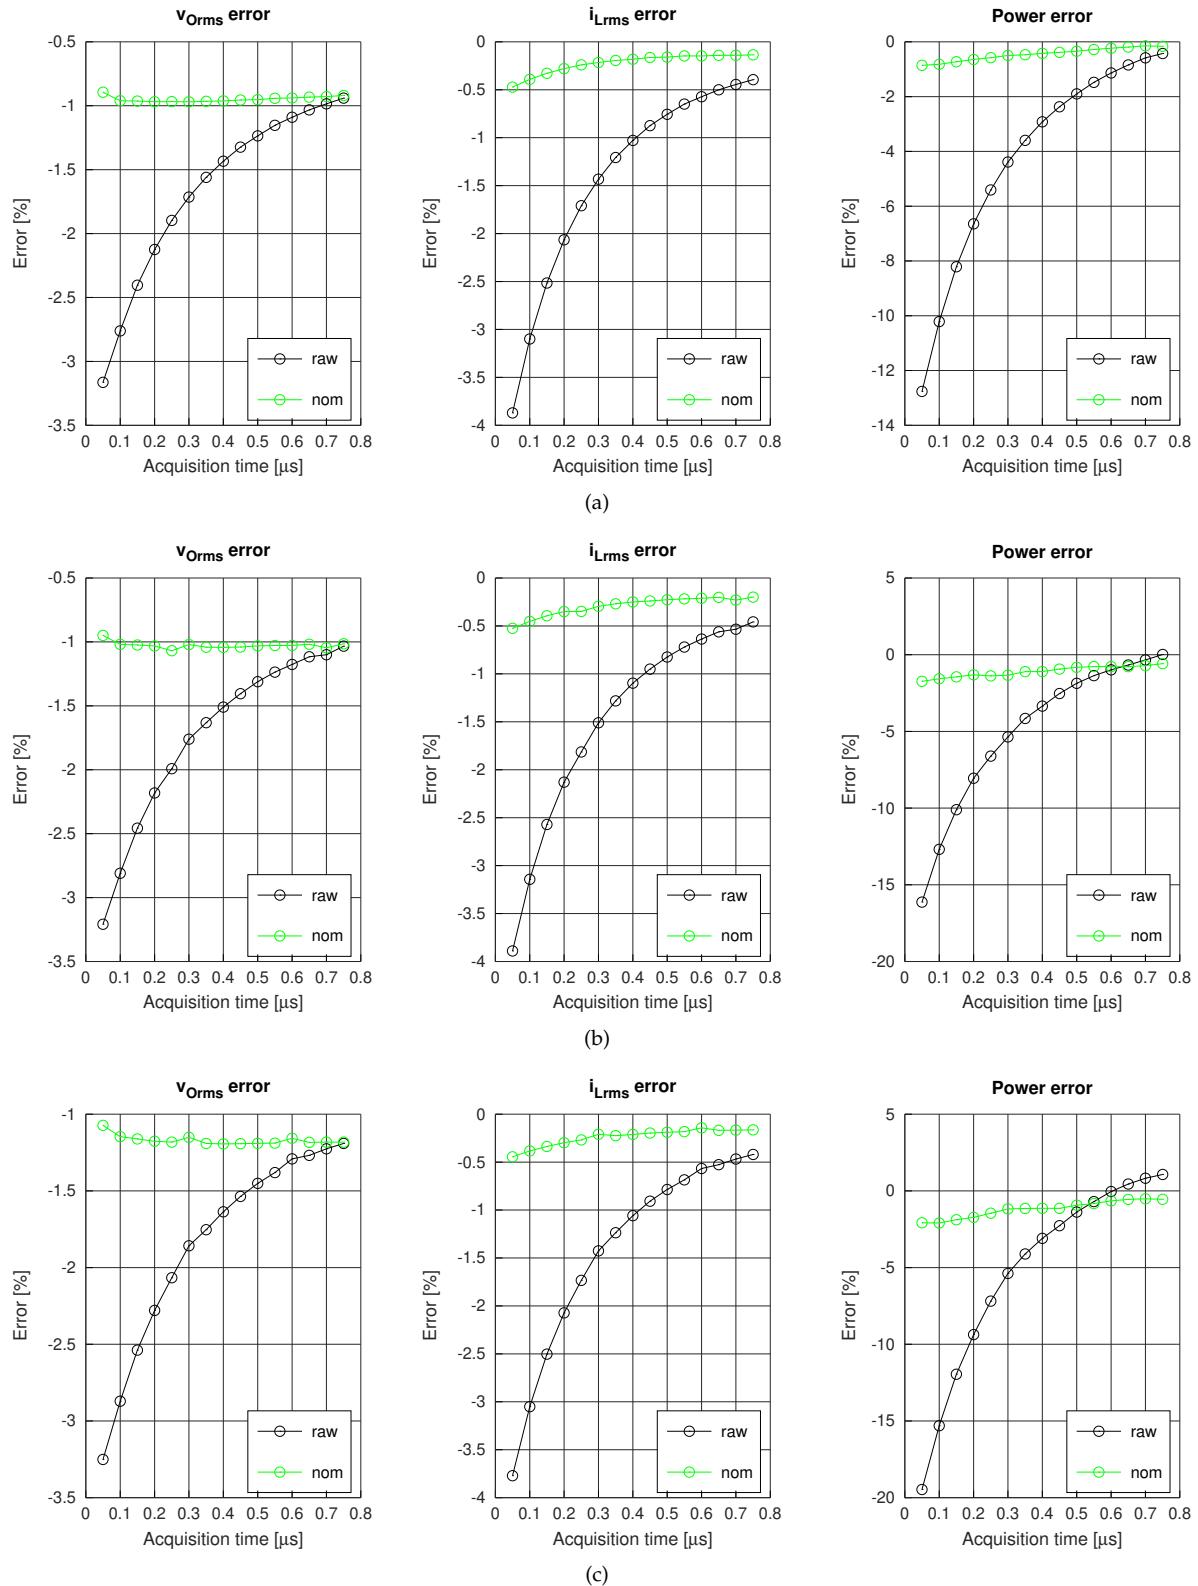 v_Orms error
-0.5
-1
-1.5
-2
-2.5
-3
-3.5
Error [%]
raw
nom
0 0.1 0.2 0.3 0.4 0.5 0.6 0.7 0.8
Acquisition time [μs]
i_Lrms error
0
-0.5
-1
-1.5
-2
-2.5
-3
-3.5
-4
Error [%]
raw
nom
0 0.1 0.2 0.3 0.4 0.5 0.6 0.7 0.8
Acquisition time [μs]
Power error
0
-2
-4
-6
-8
-10
-12
-14
Error [%]
raw
nom
0 0.1 0.2 0.3 0.4 0.5 0.6 0.7 0.8
Acquisition time [μs]
(a)
v_Orms error
-0.5
-1
-1.5
-2
-2.5
-3
-3.5
Error [%]
raw
nom
0 0.1 0.2 0.3 0.4 0.5 0.6 0.7 0.8
Acquisition time [μs]
i_Lrms error
0
-0.5
-1
-1.5
-2
-2.5
-3
-3.5
-4
Error [%]
raw
nom
0 0.1 0.2 0.3 0.4 0.5 0.6 0.7 0.8
Acquisition time [μs]
Power error
5
0
-5
-10
-15
-20
Error [%]
raw
nom
0 0.1 0.2 0.3 0.4 0.5 0.6 0.7 0.8
Acquisition time [μs]
(b)
v_Orms error
-1
-1.5
-2
-2.5
-3
-3.5
Error [%]
raw
nom
0 0.1 0.2 0.3 0.4 0.5 0.6 0.7 0.8
Acquisition time [μs]
i_Lrms error
0
-0.5
-1
-1.5
-2
-2.5
-3
-3.5
-4
Error [%]
raw
nom
0 0.1 0.2 0.3 0.4 0.5 0.6 0.7 0.8
Acquisition time [μs]
Power error
5
0
-5
-10
-15
-20
Error [%]
raw
nom
0 0.1 0.2 0.3 0.4 0.5 0.6 0.7 0.8
Acquisition time [μs]
(c)